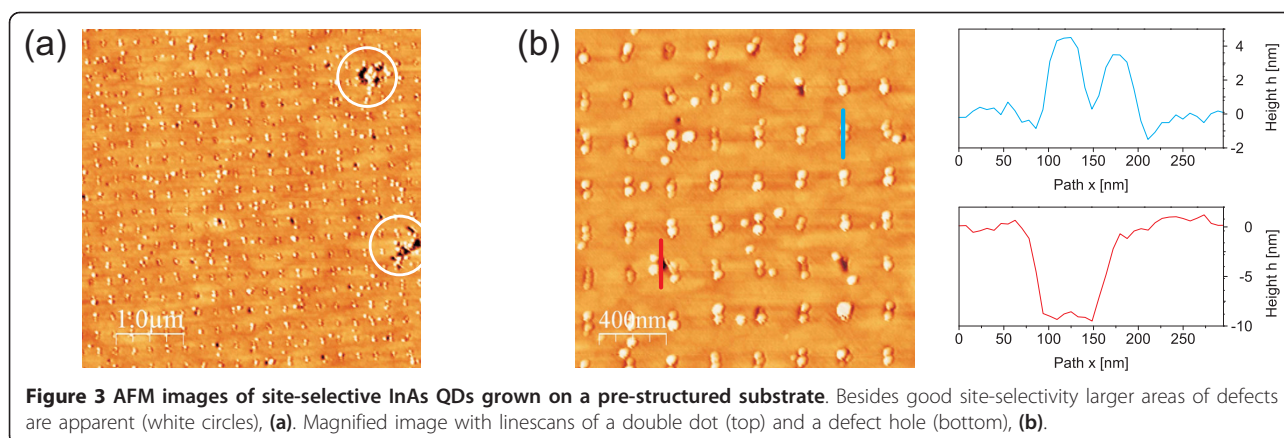 (a)
1.0µm
(b)
400nm
4
2
0
-2
Height h [nm]
0 50 100 150 200 250
Path x [nm]
0
-5
-10
Height h [nm]
0 50 100 150 200 250
Path x [nm]
Figure 3 AFM images of site-selective InAs QDs grown on a pre-structured substrate. Besides good site-selectivity larger areas of defects
are apparent (white circles), (a). Magnified image with linescans of a double dot (top) and a defect hole (bottom), (b).